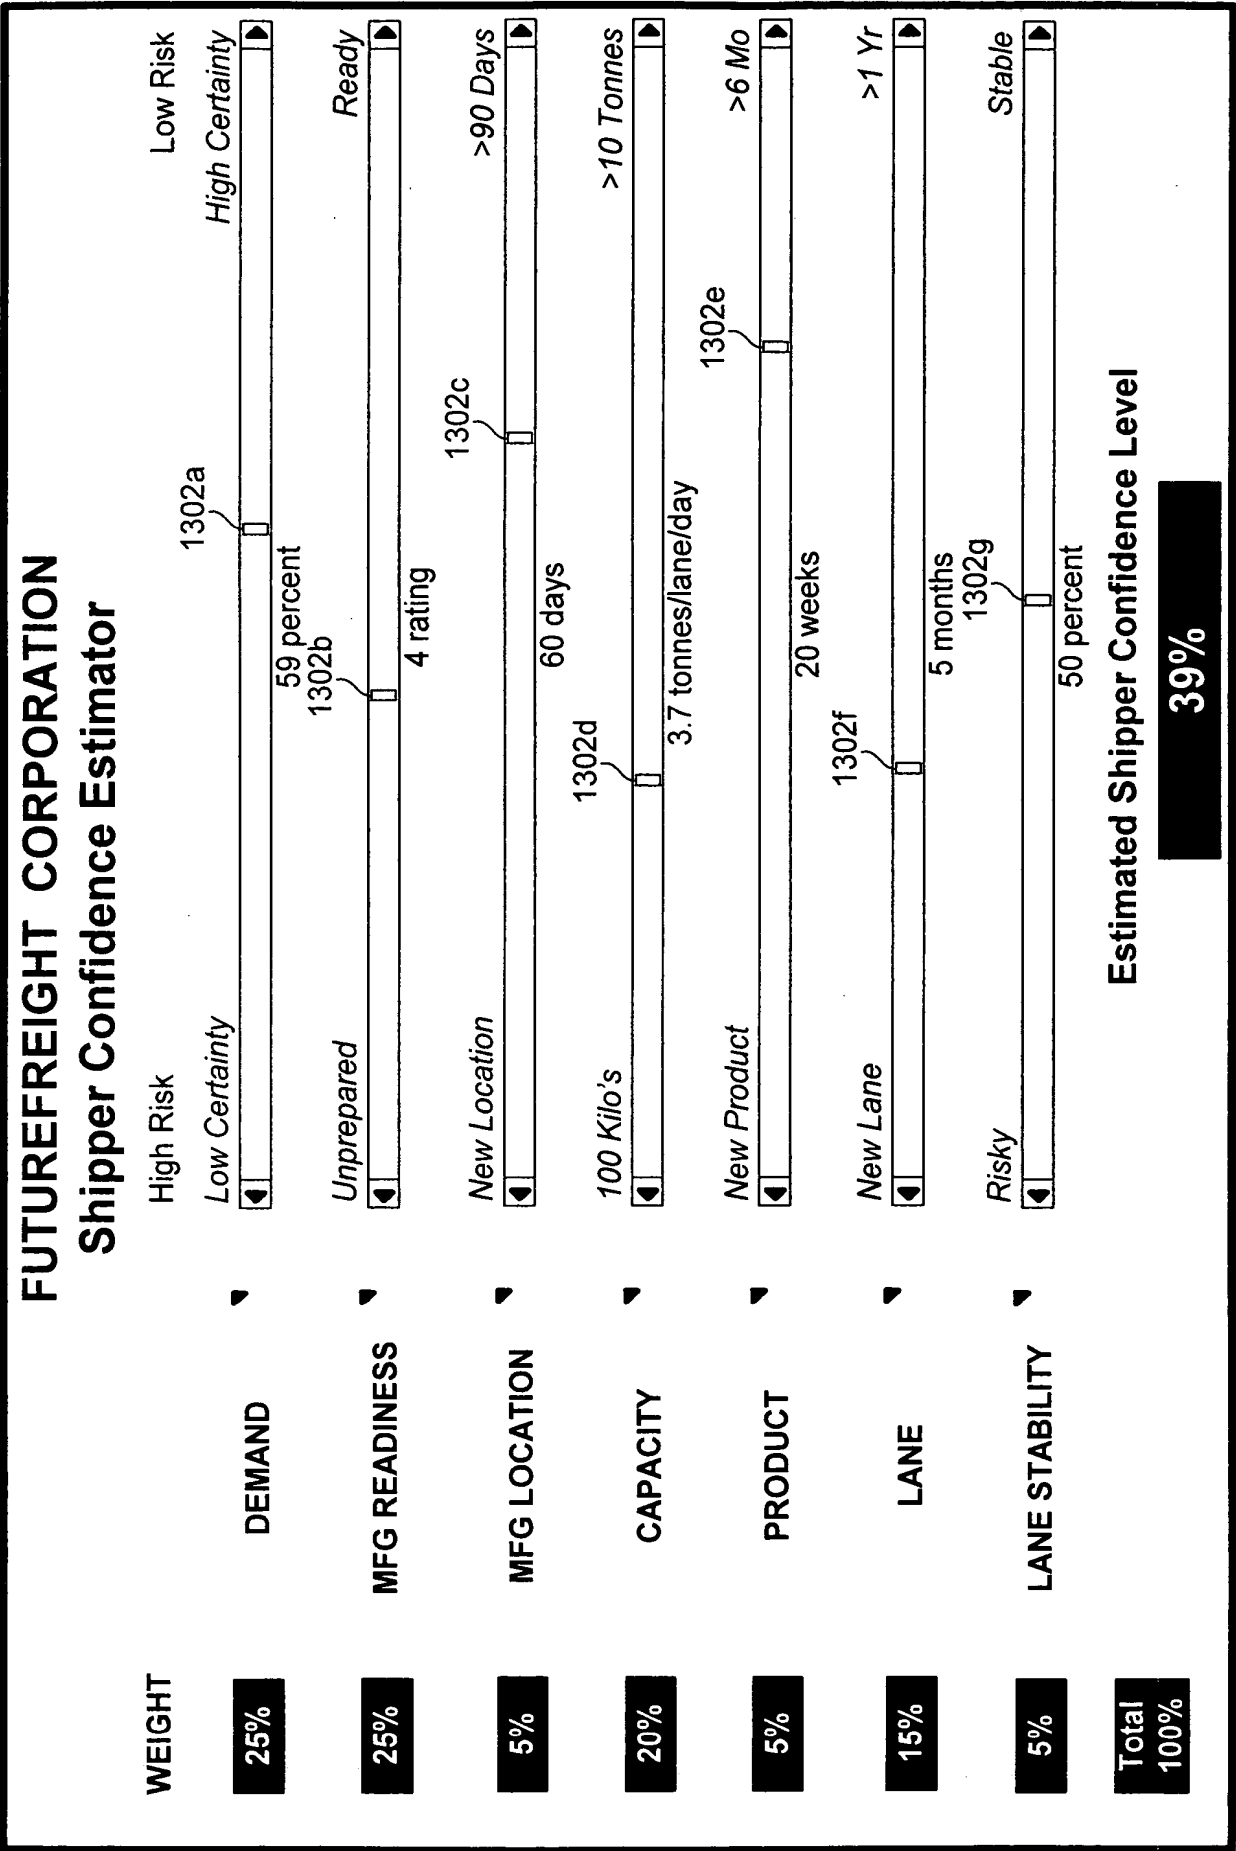 FUTUREFREIGHT CORPORATION
Shipper Confidence Estimator
WEIGHT
High Risk
Low Risk
25%
DEMAND
Low Certainty
High Certainty
1302a
59 percent
25%
MFG READINESS
Unprepared
Ready
1302b
4 rating
5%
MFG LOCATION
New Location
>90 Days
1302c
60 days
20%
CAPACITY
100 Kilo's
>10 Tonnes
1302d
3.7 tonnes/lane/day
5%
PRODUCT
New Product
>6 Mo
1302e
20 weeks
15%
LANE
New Lane
>1 Yr
1302f
5 months
5%
LANE STABILITY
Risky
Stable
1302g
50 percent
Total
100%
Estimated Shipper Confidence Level
39%